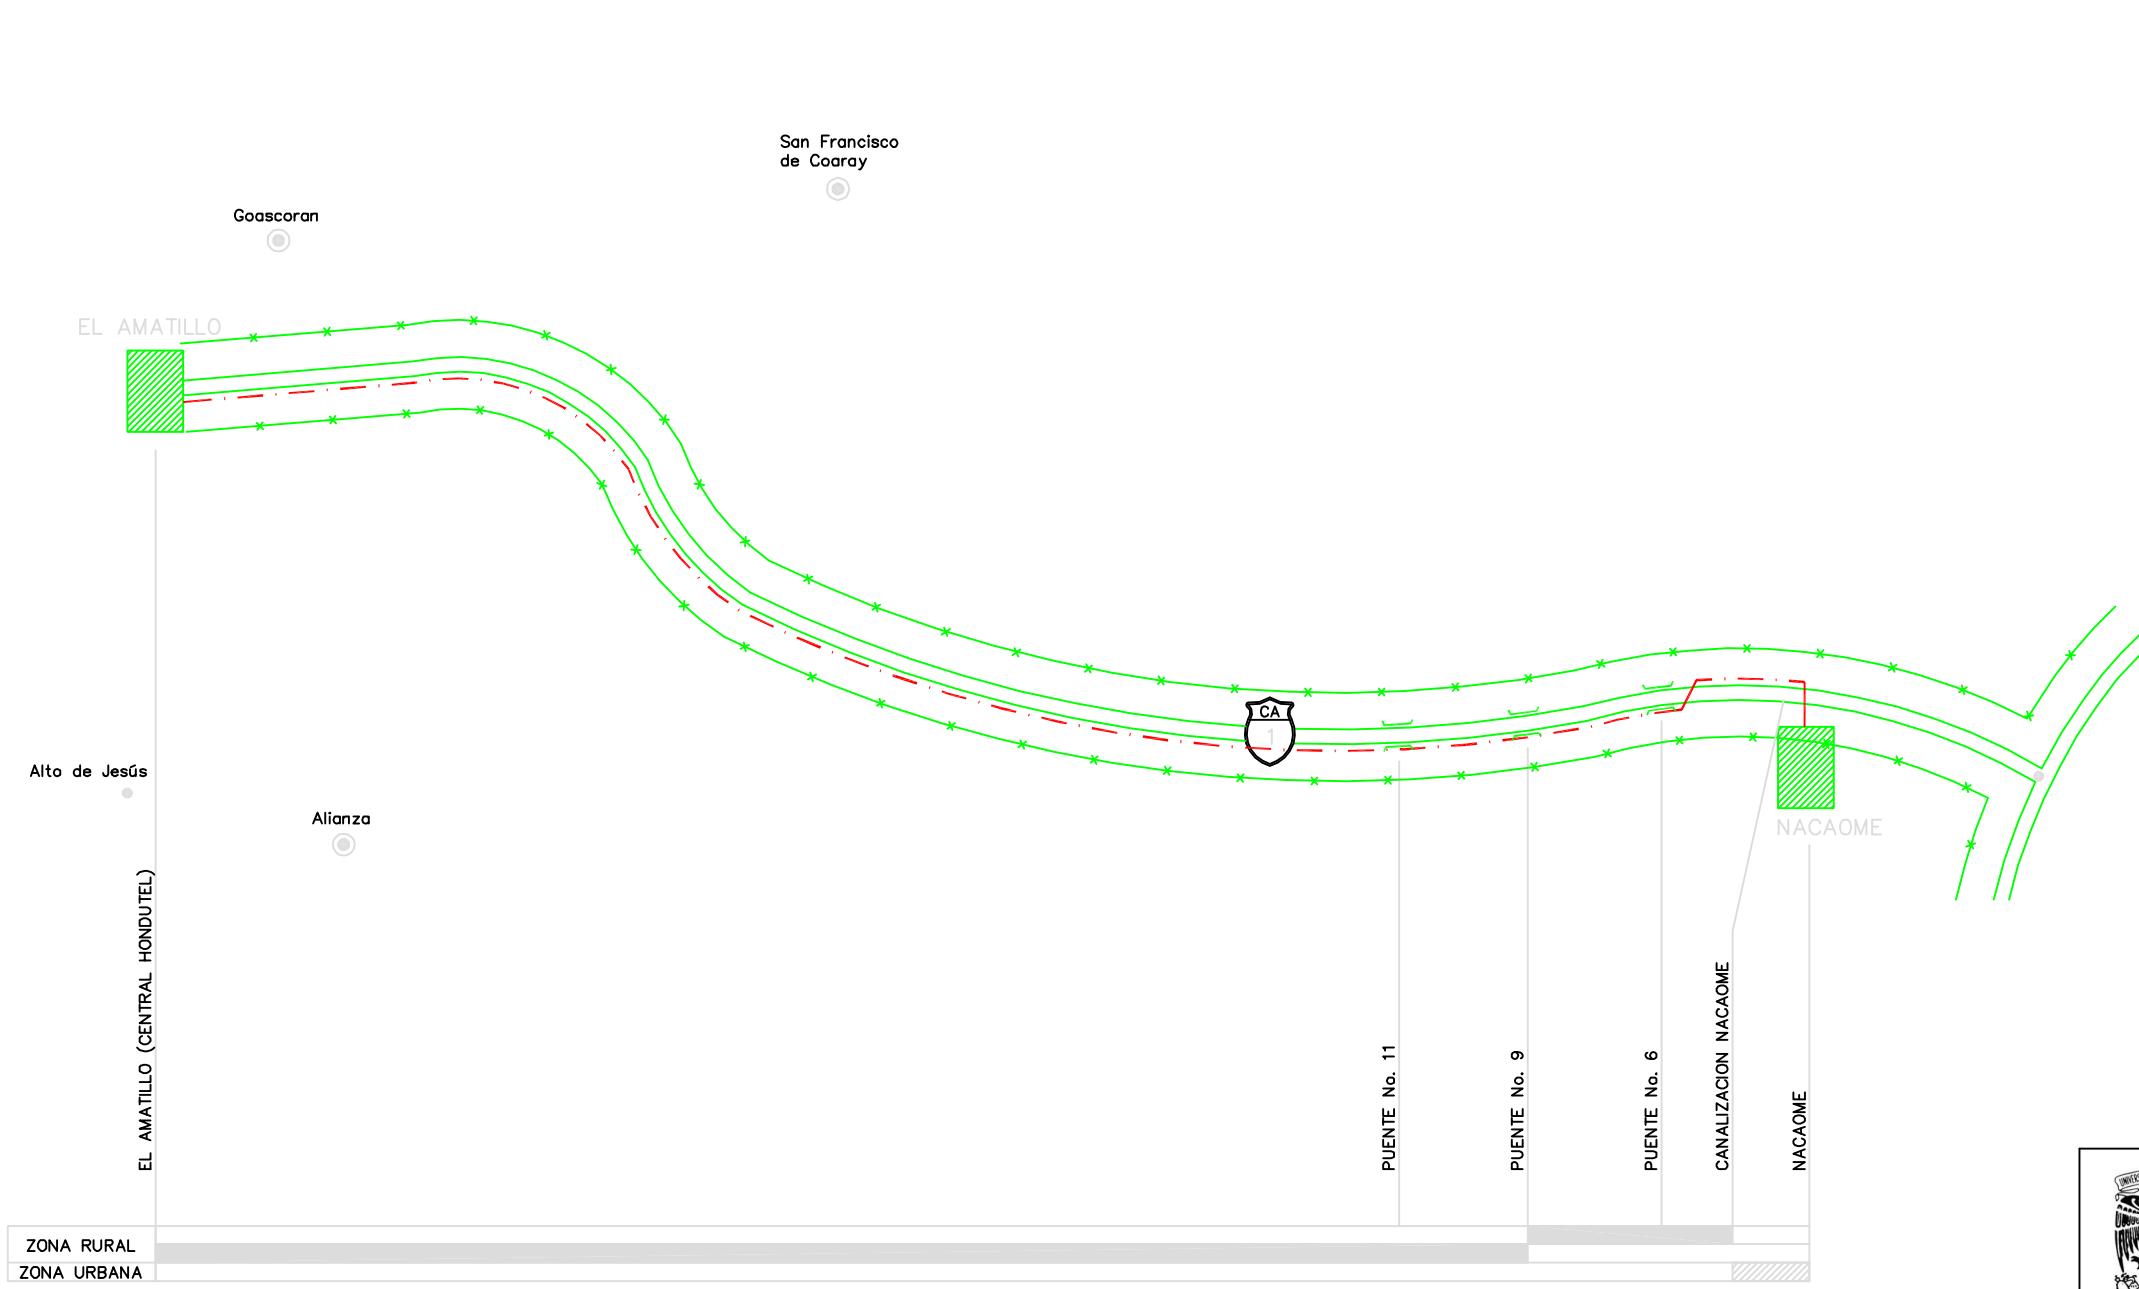 San Francisco
de Coaray
Goascoran
EL AMATILLO
CA
1
Alto de Jesús
Alianza
NACAOME
EL AMATILLO (CENTRAL HONDUTEL)
PUENTE No. 11
PUENTE No. 9
PUENTE No. 6
CANALIZACION NACAOME
NACAOME
ZONA RURAL
ZONA URBANA